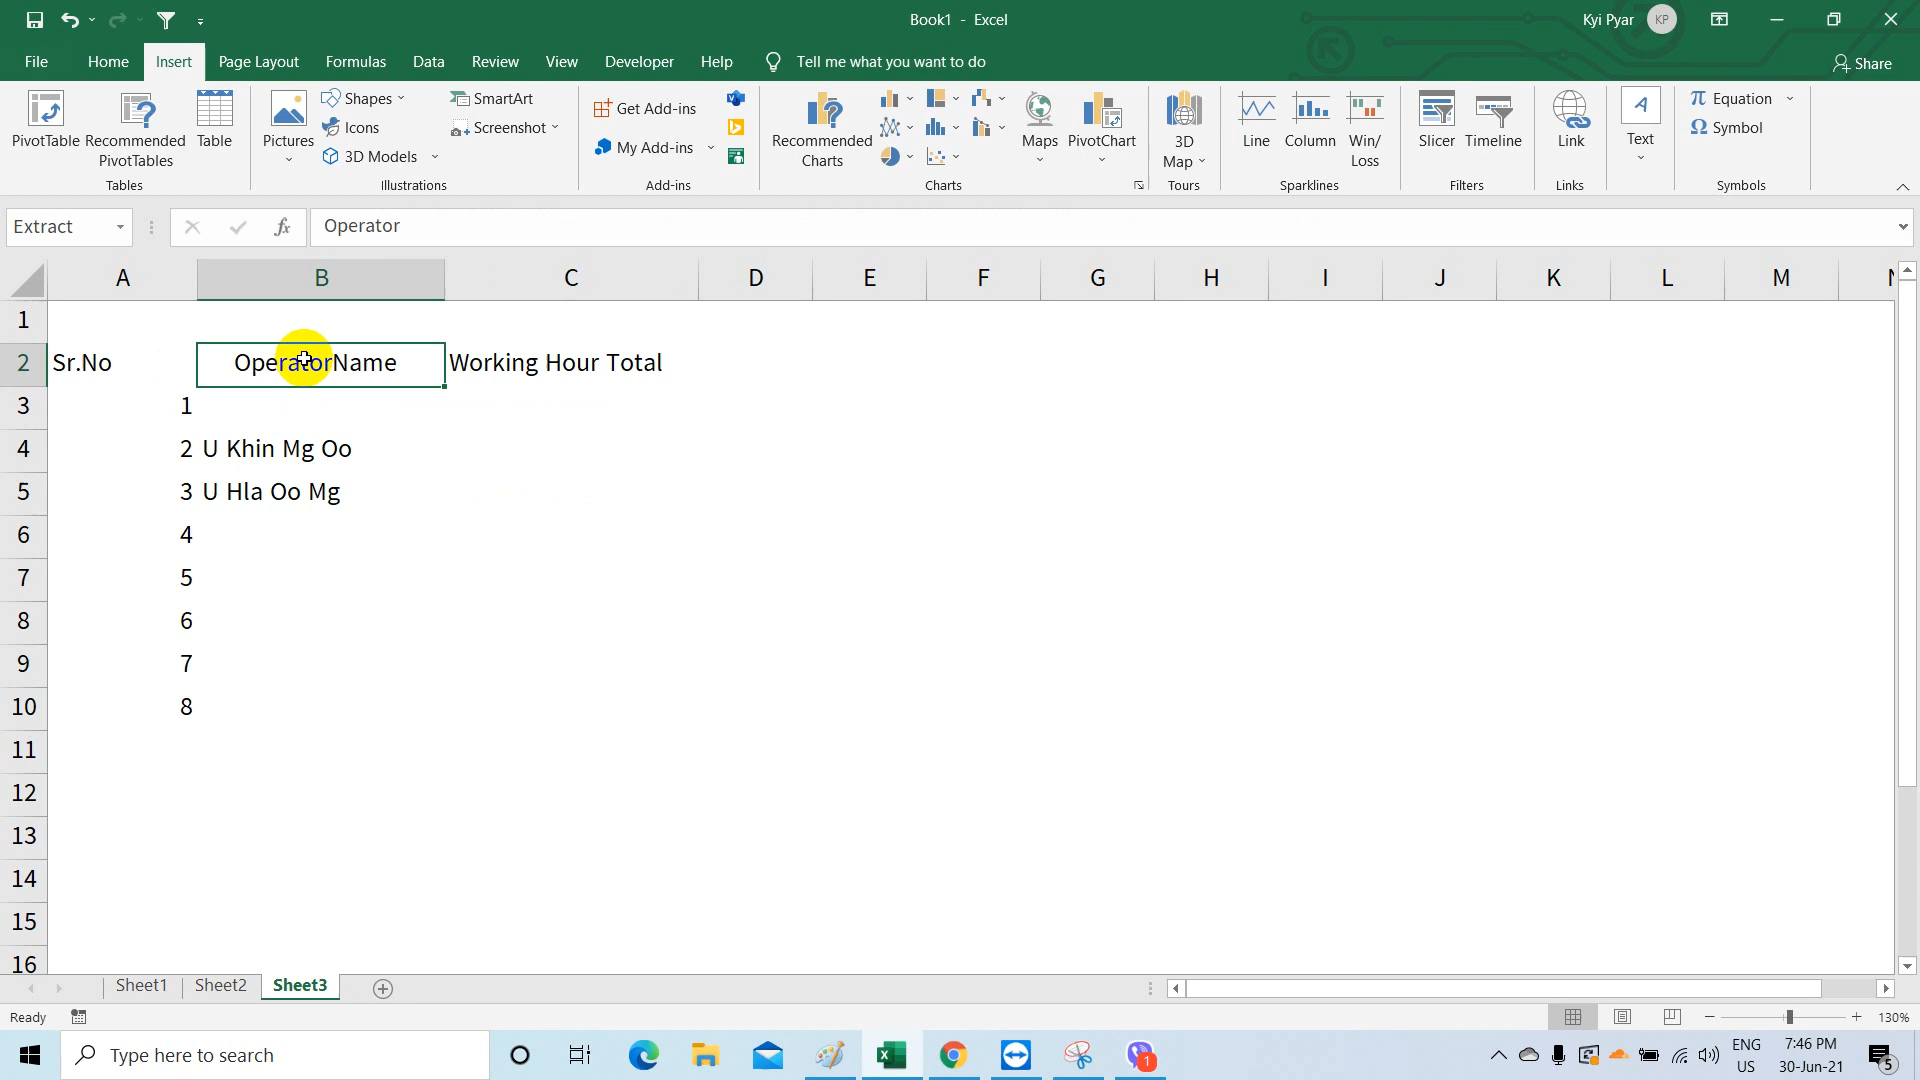 Book1 - Excel
Kyi Pyar
KP
File Home Insert Page Layout Formulas Data Review View Developer Help Tell me what you want to do
Share
PivotTable
Recommended PivotTables
Table
Tables
Pictures
Shapes
Icons
3D Models
SmartArt
Screenshot
Illustrations
Get Add-ins
My Add-ins
Add-ins
Recommended Charts
Maps
PivotChart
Charts
3D Map
Tours
Line
Column
Win/ Loss
Sparklines
Slicer
Timeline
Filters
Link
Links
Text
Equation
Symbol
Symbols
Extract
fx
Operator
A B C D E F G H I J K L M
1
2 Sr.No OperatorName Working Hour Total
3 1
4 2 U Khin Mg Oo
5 3 U Hla Oo Mg
6 4
7 5
8 6
9 7
10 8
11
12
13
14
15
16
Sheet1 Sheet2 Sheet3
Ready
130%
Type here to search
1
ENG
US
7:46 PM
30-Jun-21
5